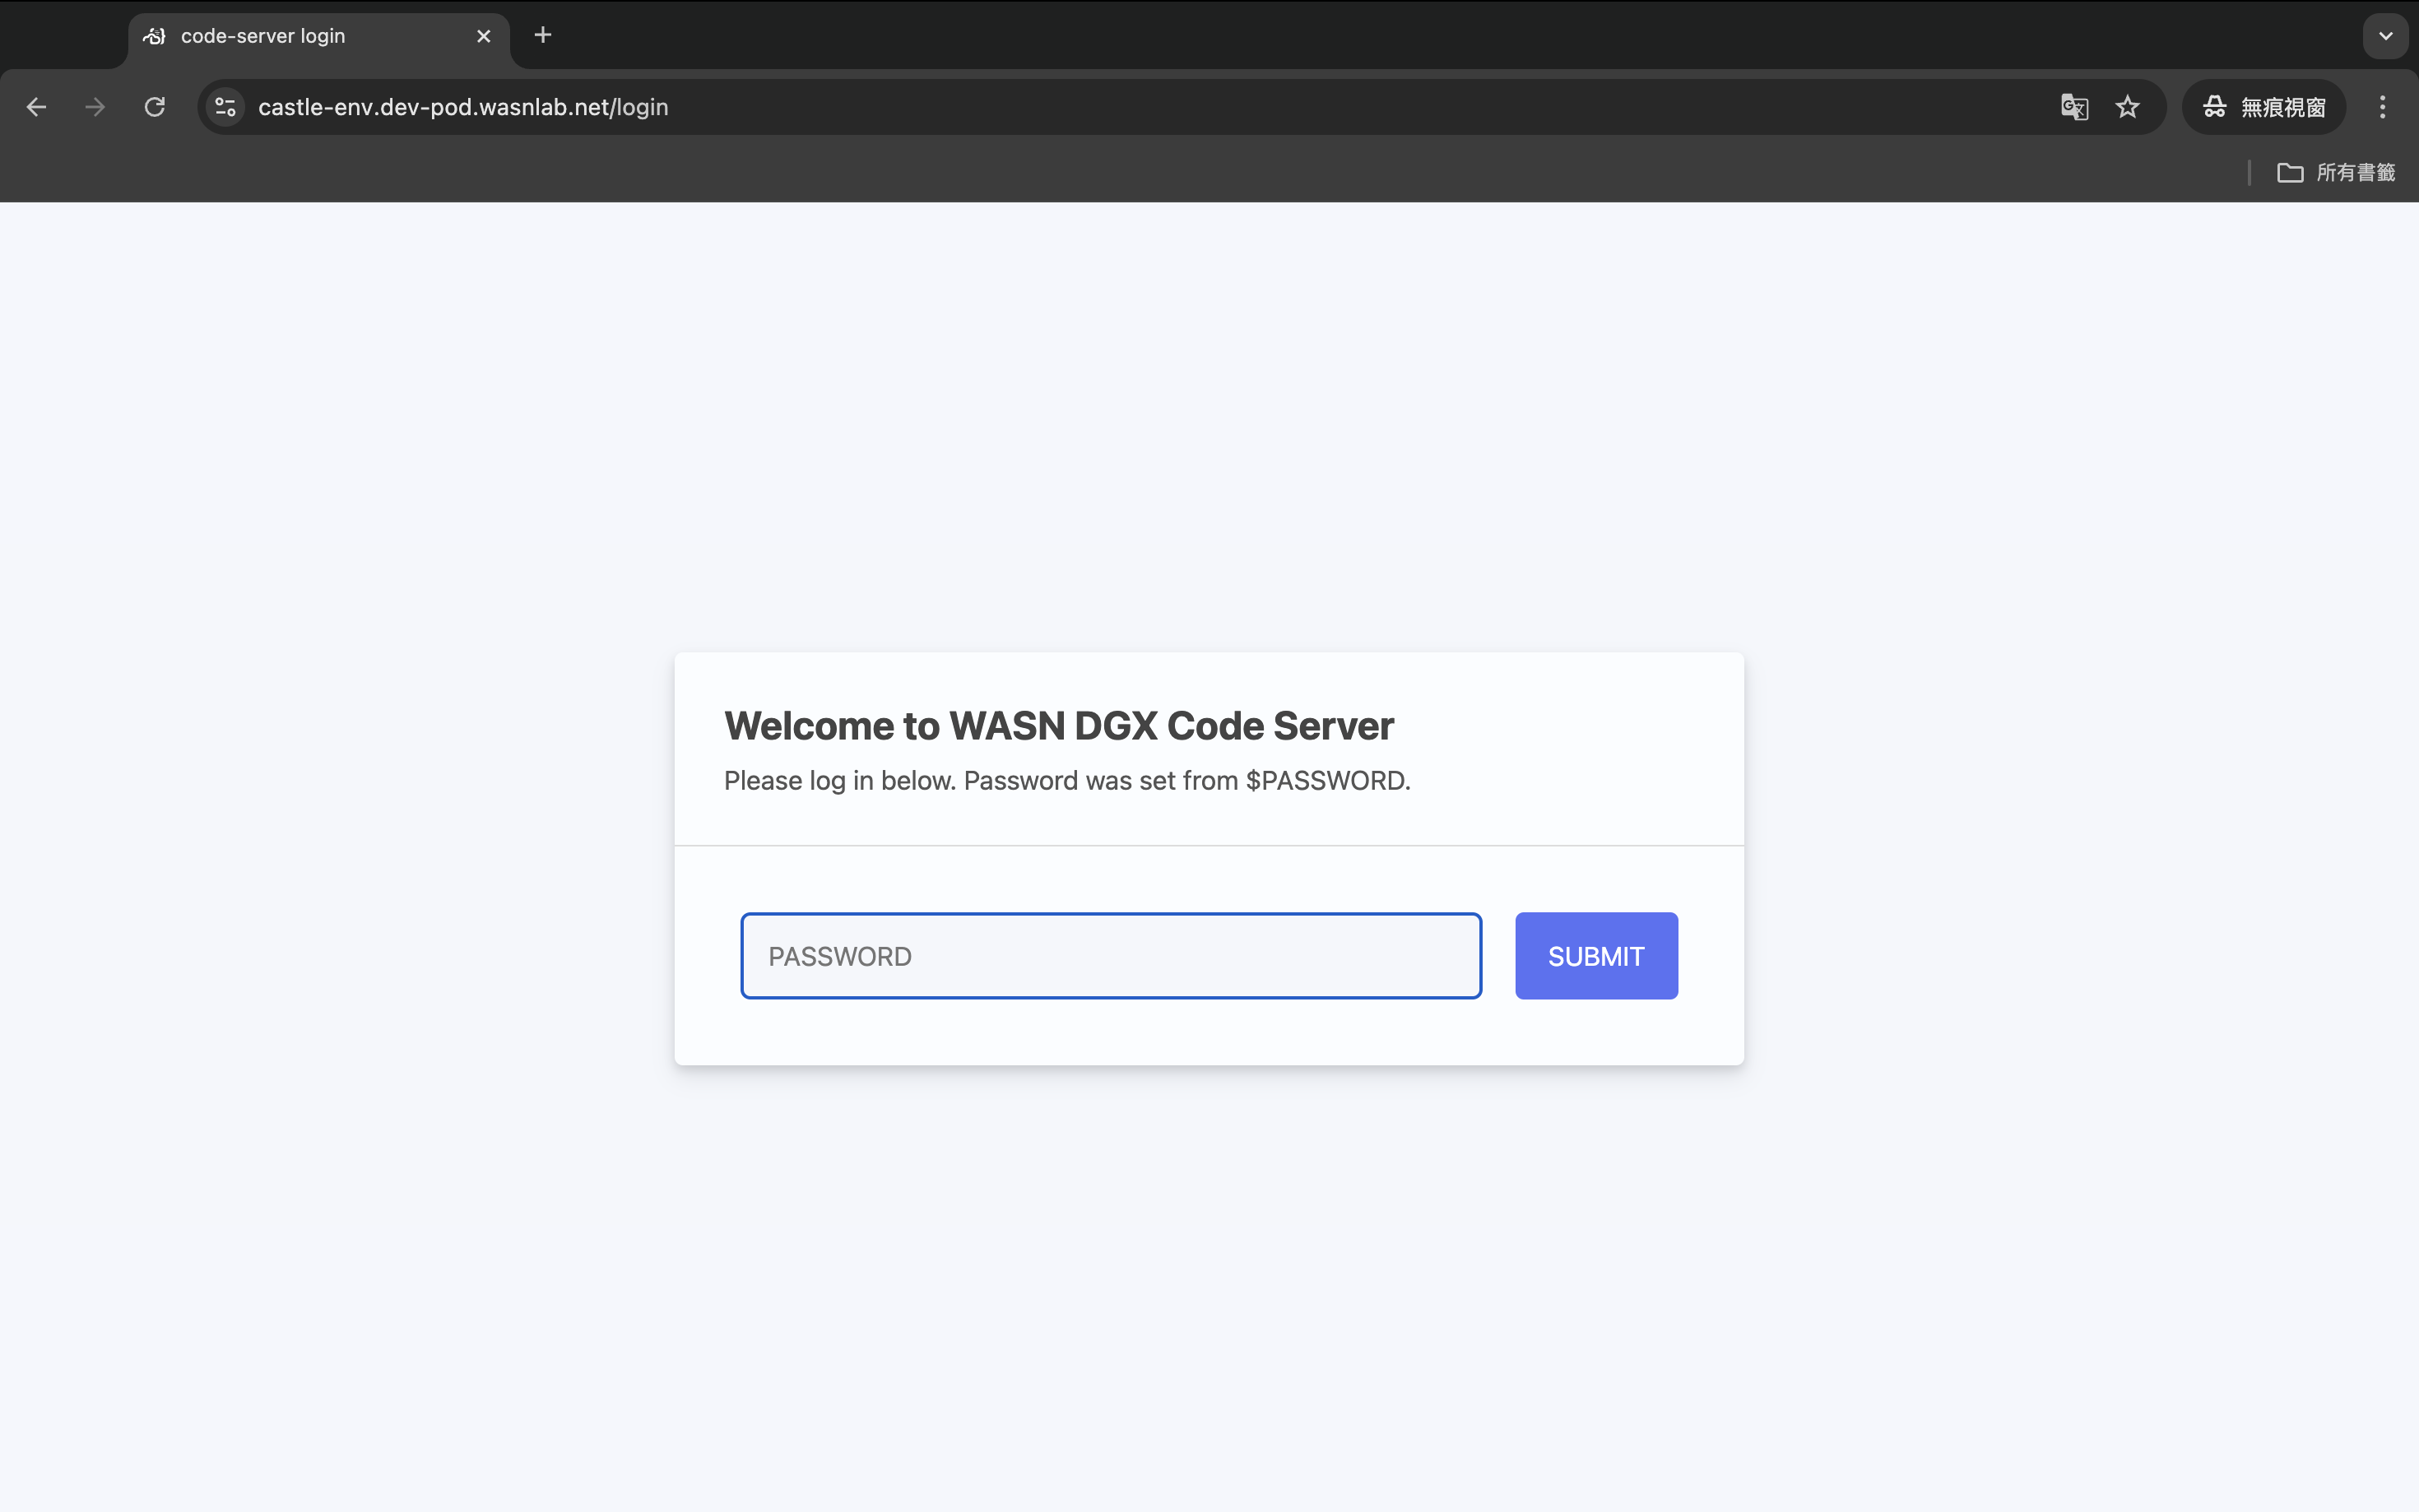 code-server login
castle-env.dev-pod.wasnlab.net/login
無痕視窗
所有書籤
Welcome to WASN DGX Code Server
Please log in below. Password was set from $PASSWORD.
PASSWORD
SUBMIT